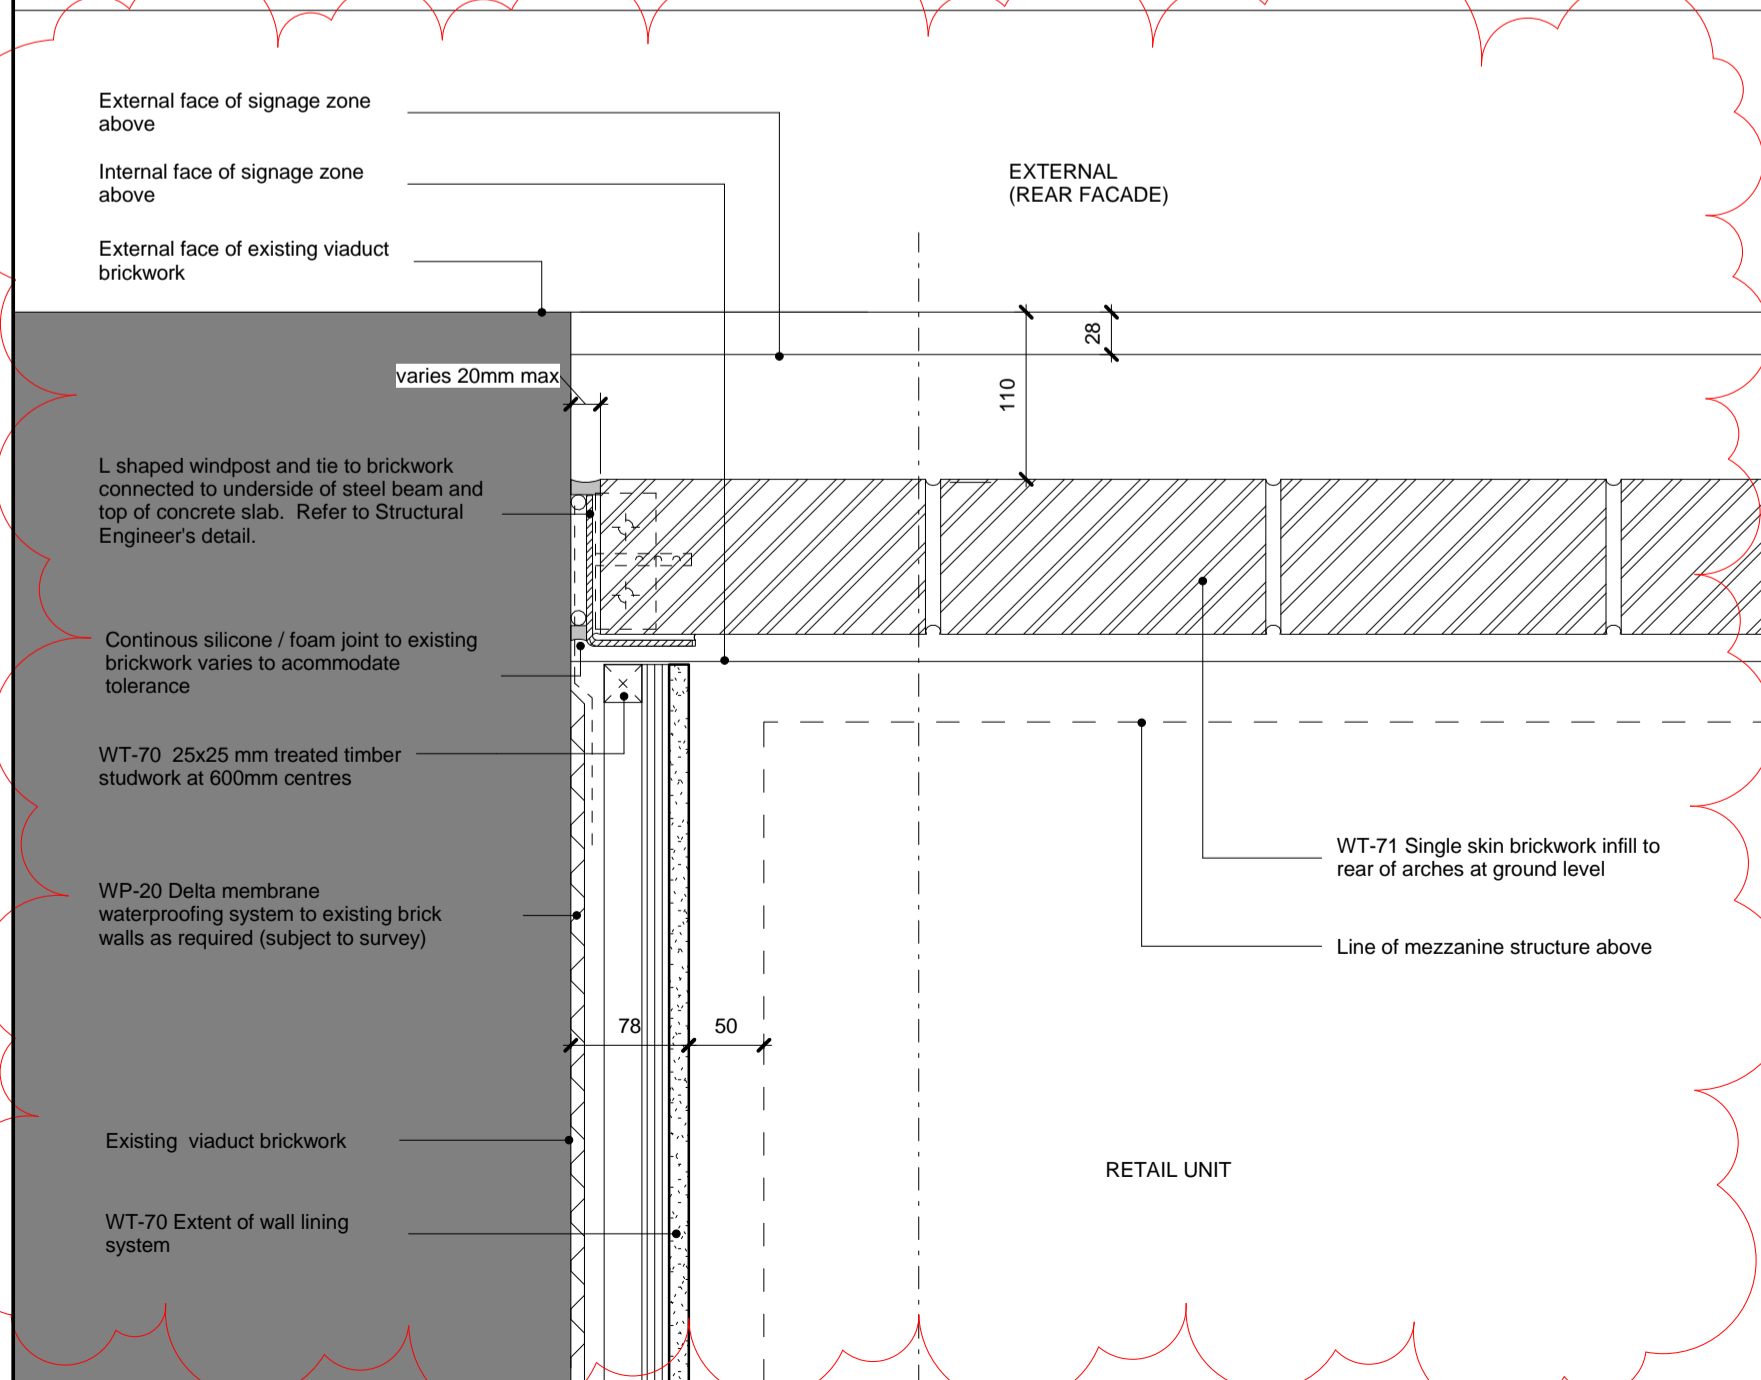 External face of signage zone
above
Internal face of signage zone
above
External face of existing viaduct
brickwork
EXTERNAL
(REAR FACADE)
28
110
varies 20mm max
L shaped windpost and tie to brickwork
connected to underside of steel beam and
top of concrete slab.  Refer to Structural
Engineer's detail.
Continous silicone / foam joint to existing
brickwork varies to acommodate
tolerance
WT-70  25x25 mm treated timber
studwork at 600mm centres
WP-20 Delta membrane
waterproofing system to existing brick
walls as required (subject to survey)
WT-71 Single skin brickwork infill to
rear of arches at ground level
Line of mezzanine structure above
78
50
Existing  viaduct brickwork
RETAIL UNIT
WT-70 Extent of wall lining
system